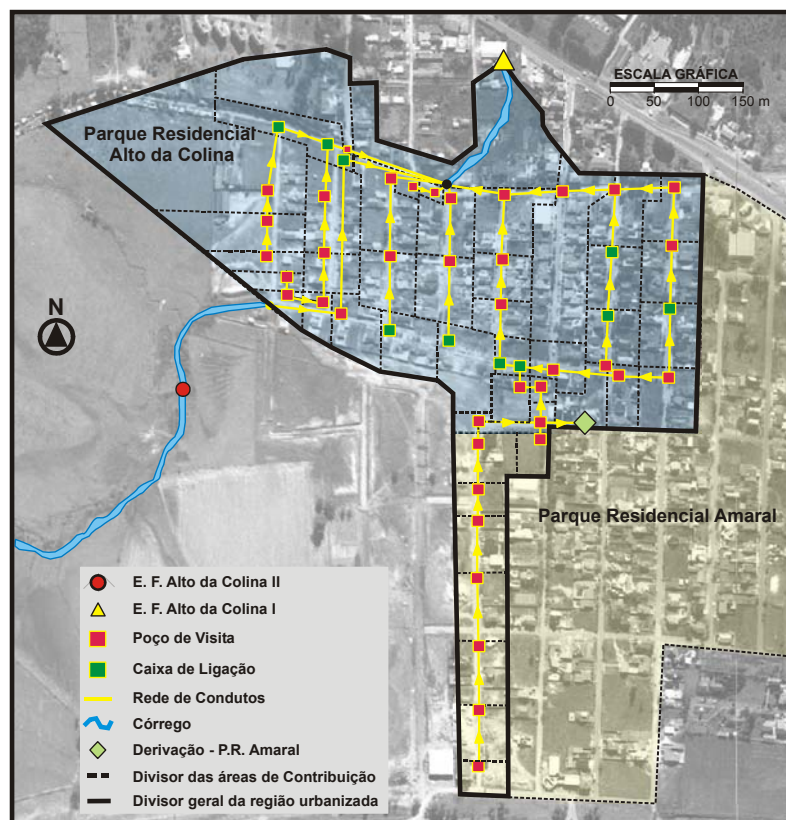 ESCALA GRÁFICA
0 50 100 150 m
Parque Residencial
Alto da Colina
N
Parque Residencial Amaral
E. F. Alto da Colina II
E. F. Alto da Colina I
Poço de Visita
Caixa de Ligação
Rede de Condutos
Córrego
Derivação - P.R. Amaral
Divisor das áreas de Contribuição
Divisor geral da região urbanizada